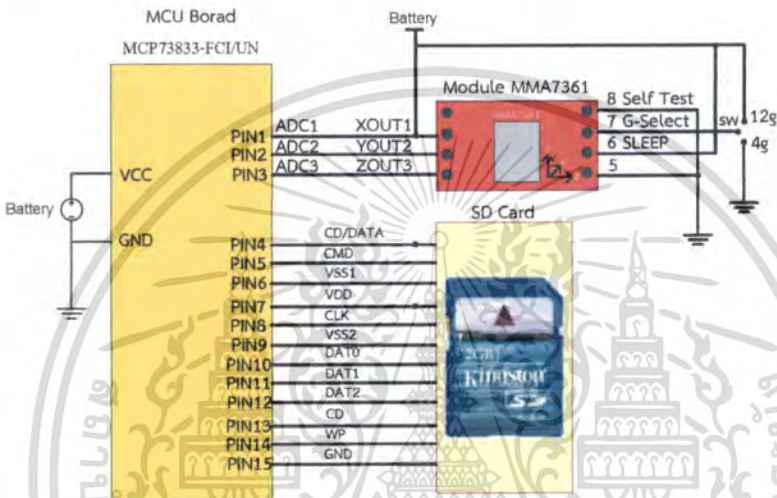 MCU Borad
MCP73833-FCI/UN
Battery
Module MMA7361
MMA7361
8 Self Test
7 G-Select
6 SLEEP
5
sw
12g
4g
PIN1 ADC1 XOUT1
PIN2 ADC2 YOUT2
PIN3 ADC3 ZOUT3
VCC
Battery
GND
SD Card
PIN4 CD/DATA
PIN5 CMD
PIN6 VSS1
PIN7 VDD
PIN8 CLK
PIN9 VSS2
PIN10 DAT0
PIN11 DAT1
PIN12 DAT2
PIN13 CD
PIN14 WP
PIN15 GND
2GB
Kingston